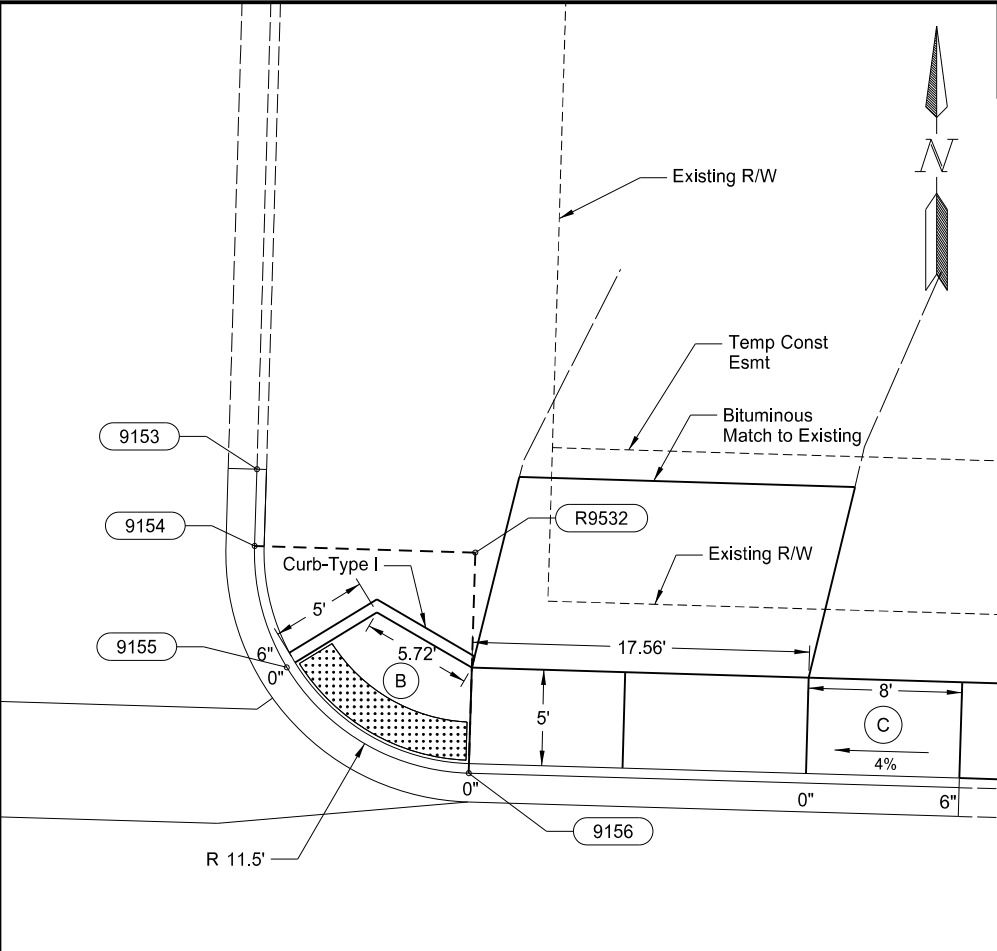 N
Existing R/W
Temp Const
Esmt
Bituminous
Match to Existing
9153
R9532
9154
Existing R/W
Curb-Type I
5'
9155
6"
0"
5.72'
B
17.56'
5'
8'
C
4%
0"
0"
6"
9156
R 11.5'